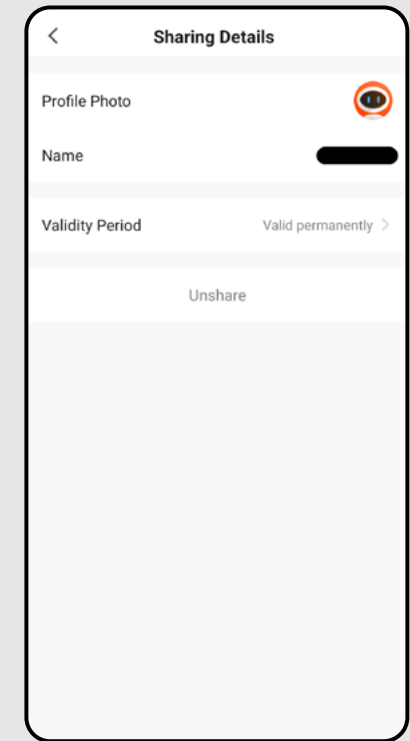 Sharing Details
Profile Photo
Name
Validity Period Valid permanently
Unshare